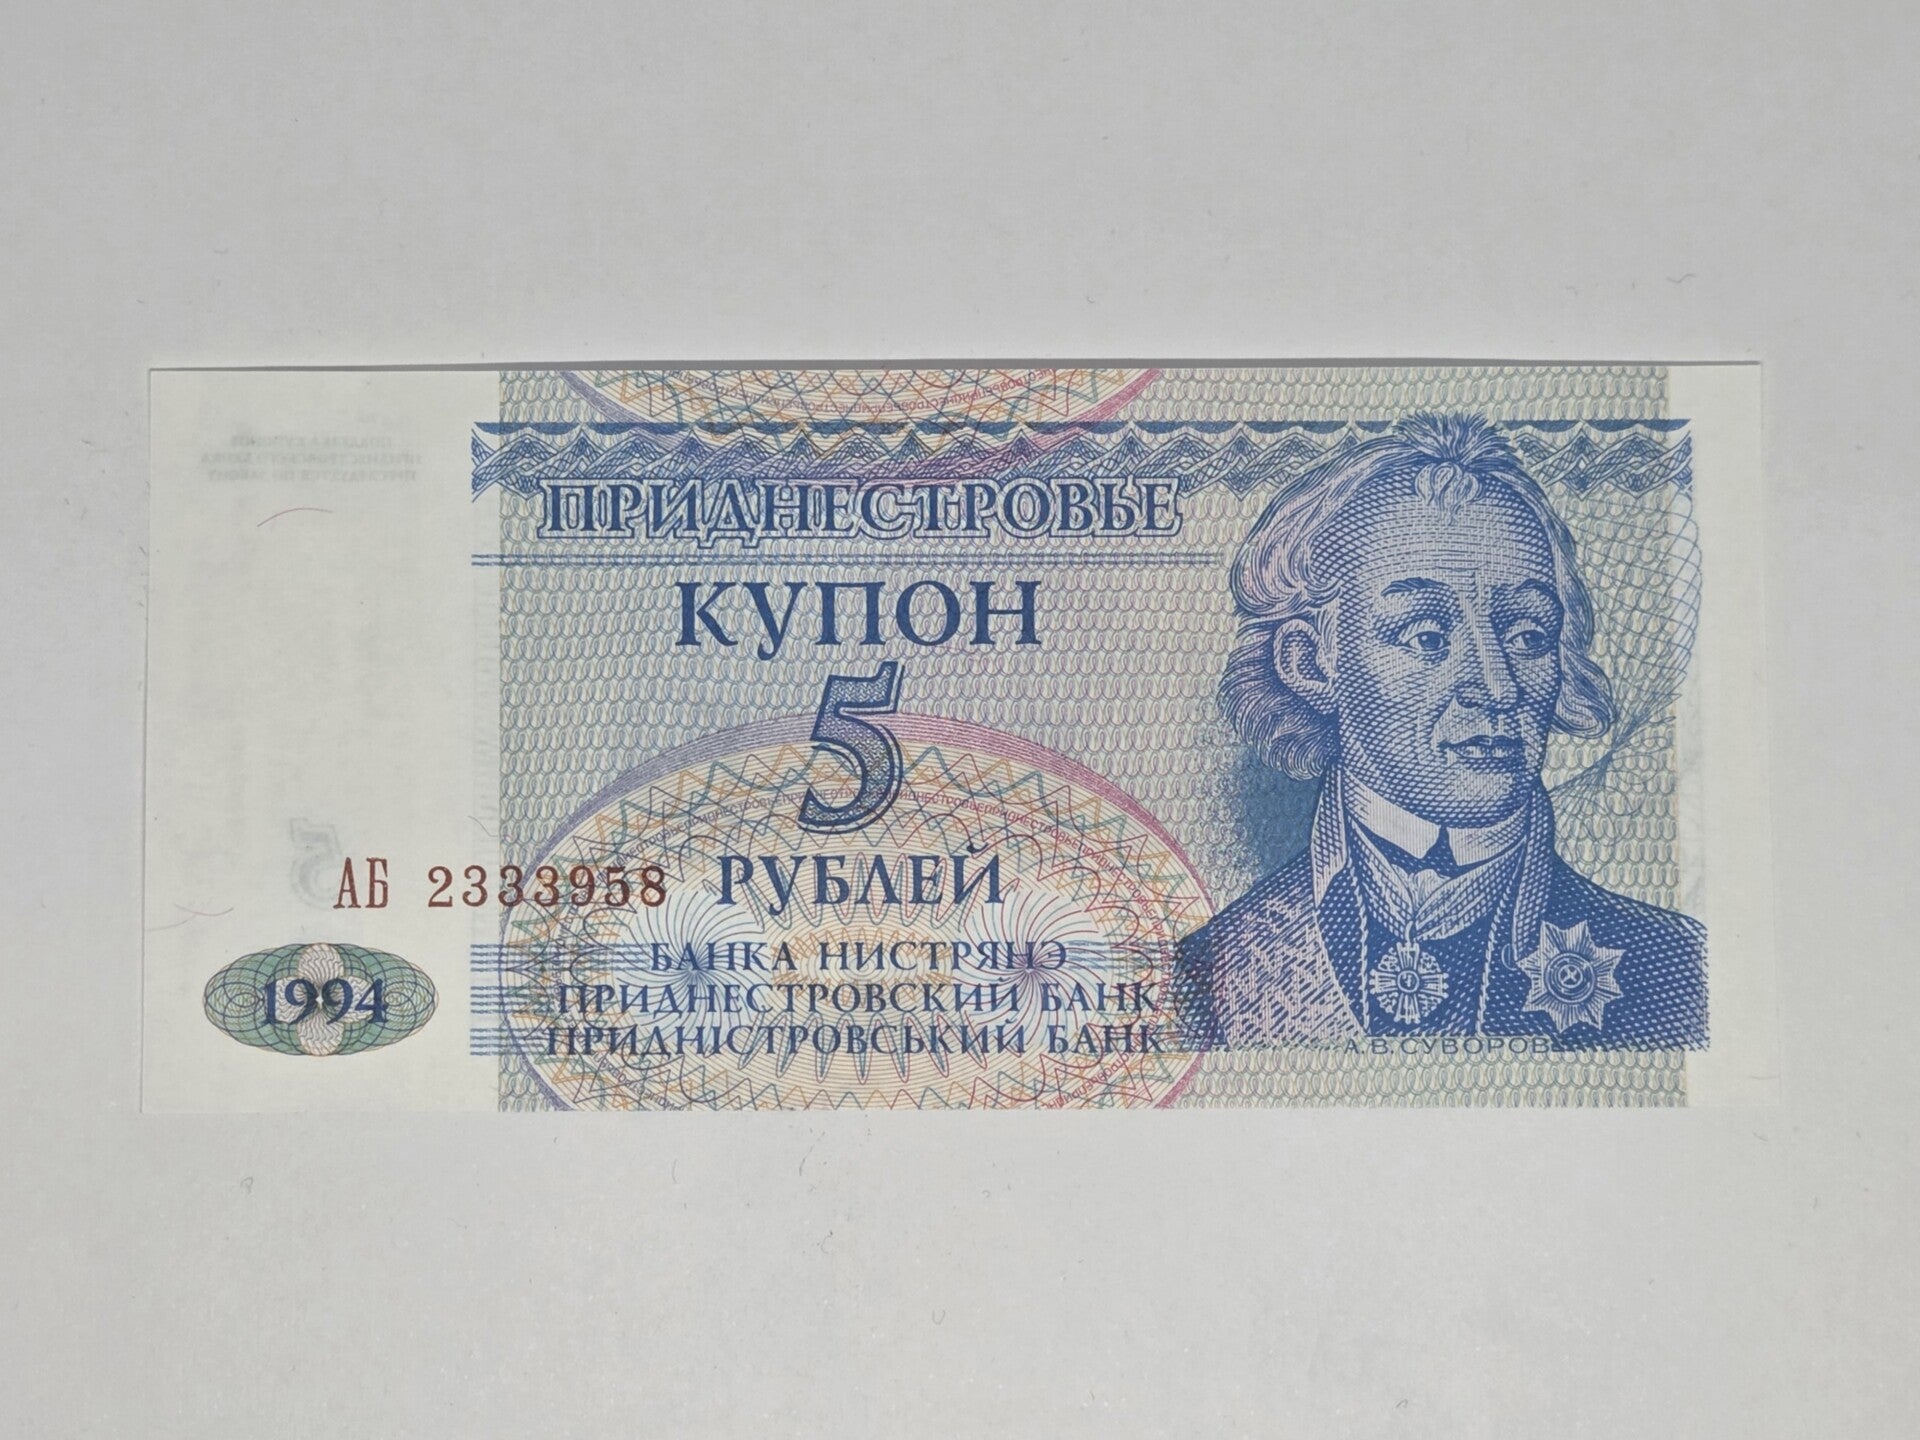 ПРИДНЕСТРОВЬЕ
КУПОН
5
РУБЛЕЙ
АБ 2333958
БАНКА НИСТРЯНЭ
ПРИДНЕСТРОВСКИЙ БАНК
ПРИДНІСТРОВСЬКИЙ БАНК
1994
А.В.СУВОРОВ